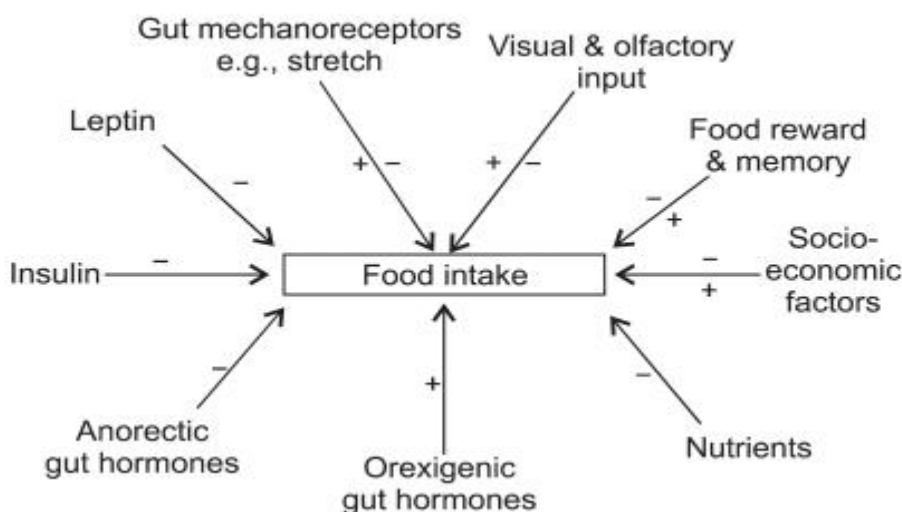 Gut mechanoreceptors
e.g., stretch
Visual & olfactory
input
Leptin
Food reward
& memory
+ –
+ –
–
–
+
Insulin
–
Food intake
–
+
Socio-
economic
factors
–
+
–
Anorectic
gut hormones
Orexigenic
gut hormones
Nutrients